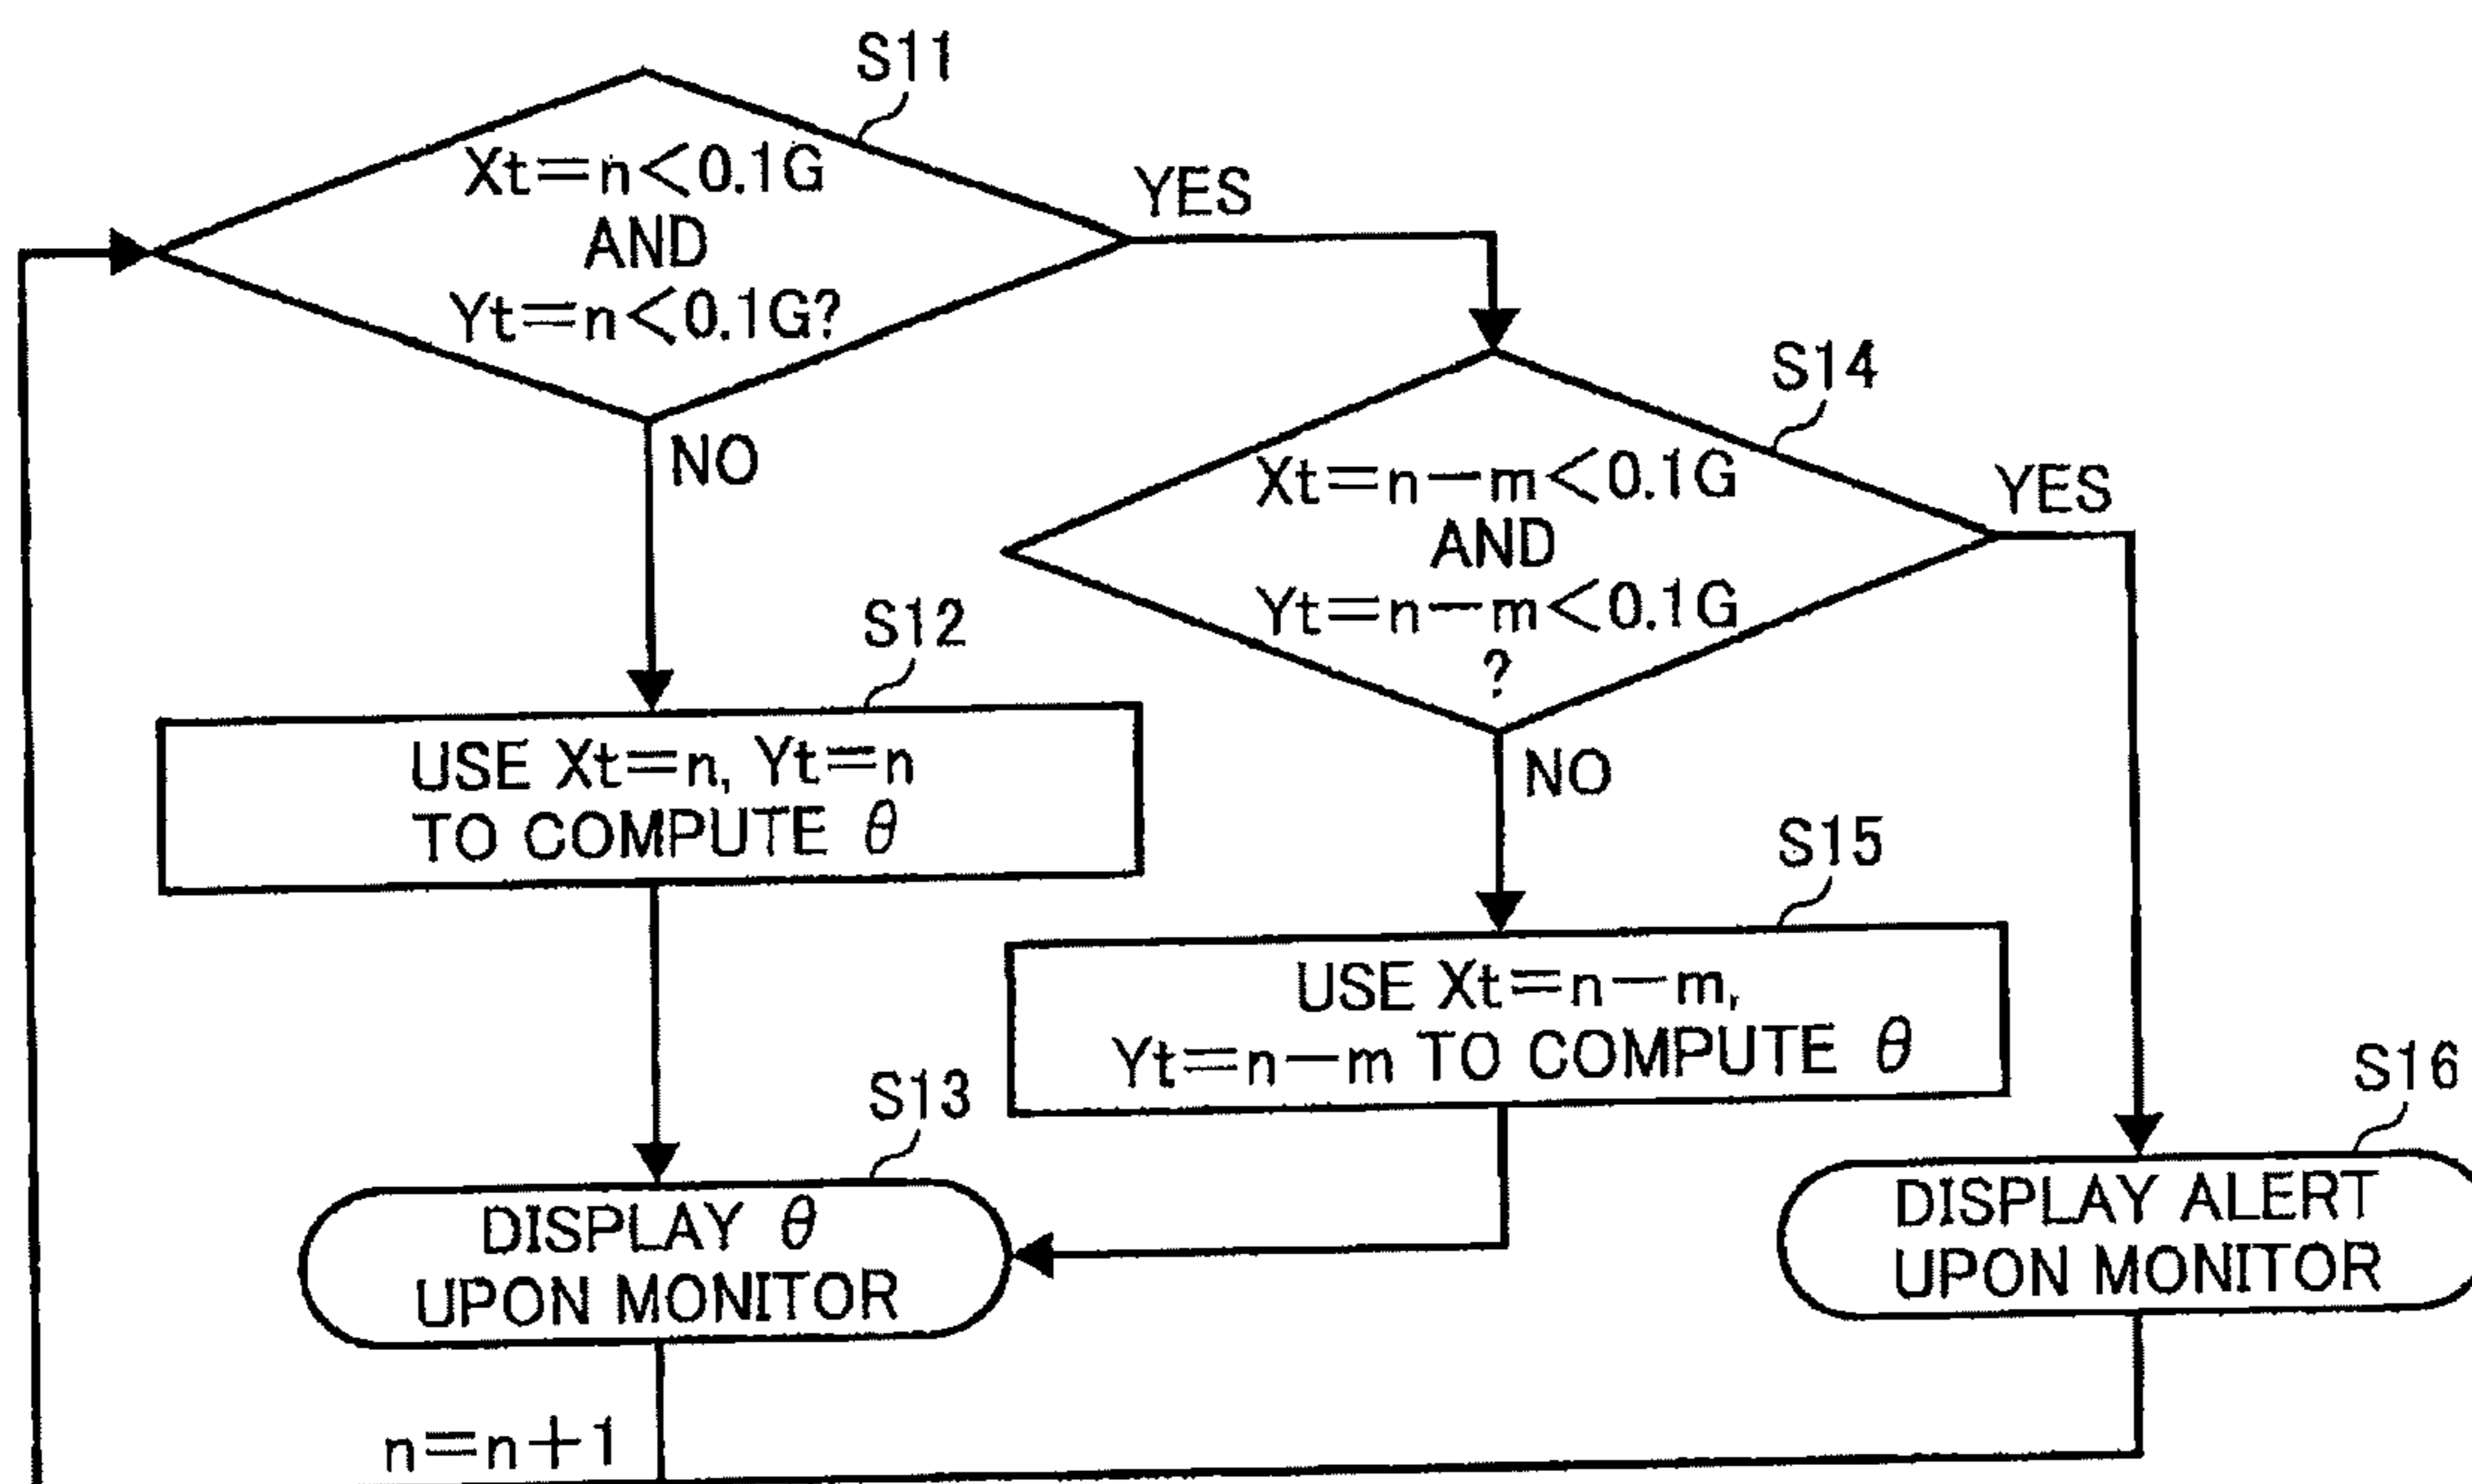 S11
Xt=n<0.1G
AND
Yt=n<0.1G?
YES
NO
S14
Xt=n-m<0.1G
AND
Yt=n-m<0.1G
?
YES
NO
S12
USE Xt=n, Yt=n
TO COMPUTE θ
S15
USE Xt=n-m,
Yt=n-m TO COMPUTE θ
S13
DISPLAY θ
UPON MONITOR
S16
DISPLAY ALERT
UPON MONITOR
n=n+1